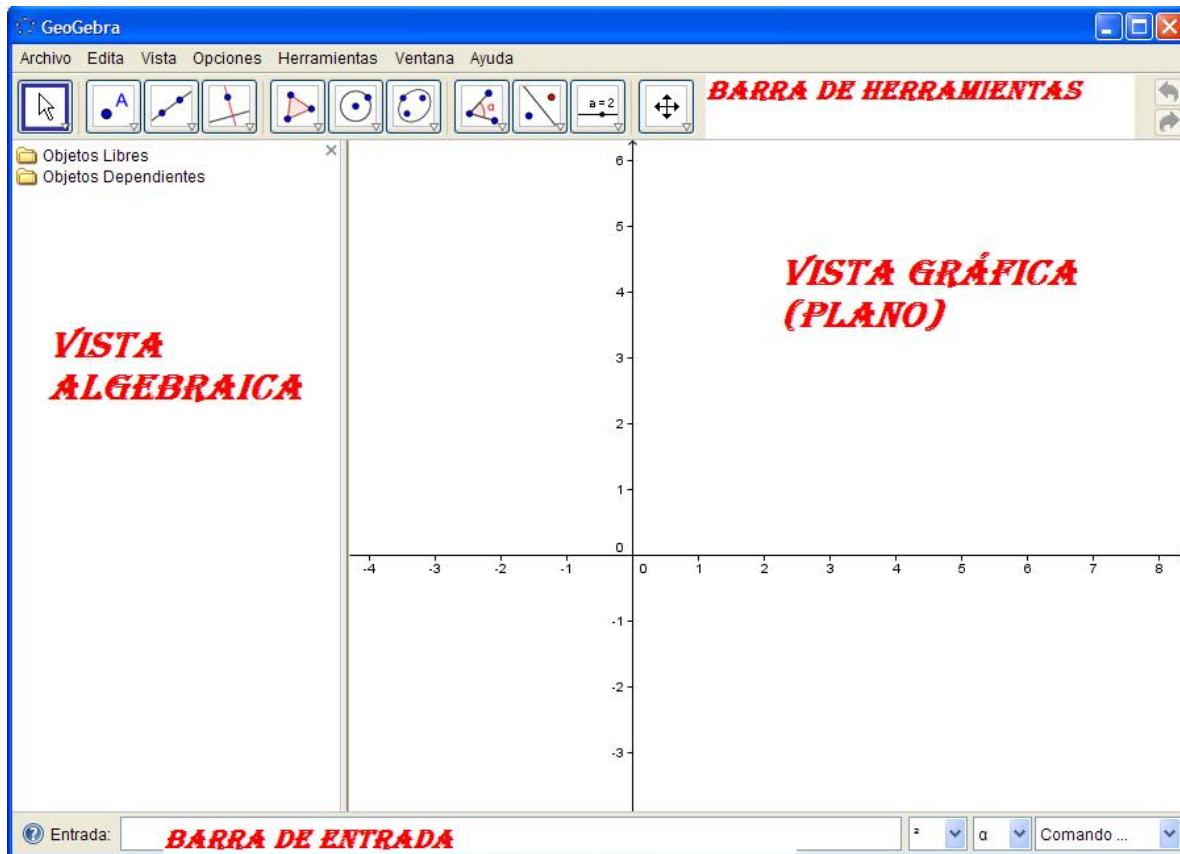 GeoGebra
Archivo Edita Vista Opciones Herramientas Ventana Ayuda
A
α
a = 2
BARRA DE HERRAMIENTAS
Objetos Libres
Objetos Dependientes
VISTA
ALGEBRAICA
VISTA GRÁFICA
(PLANO)
6
5
4
3
2
1
0
-4 -3 -2 -1 0 1 2 3 4 5 6 7 8
-1
-2
-3
Entrada: BARRA DE ENTRADA ² α Comando ...